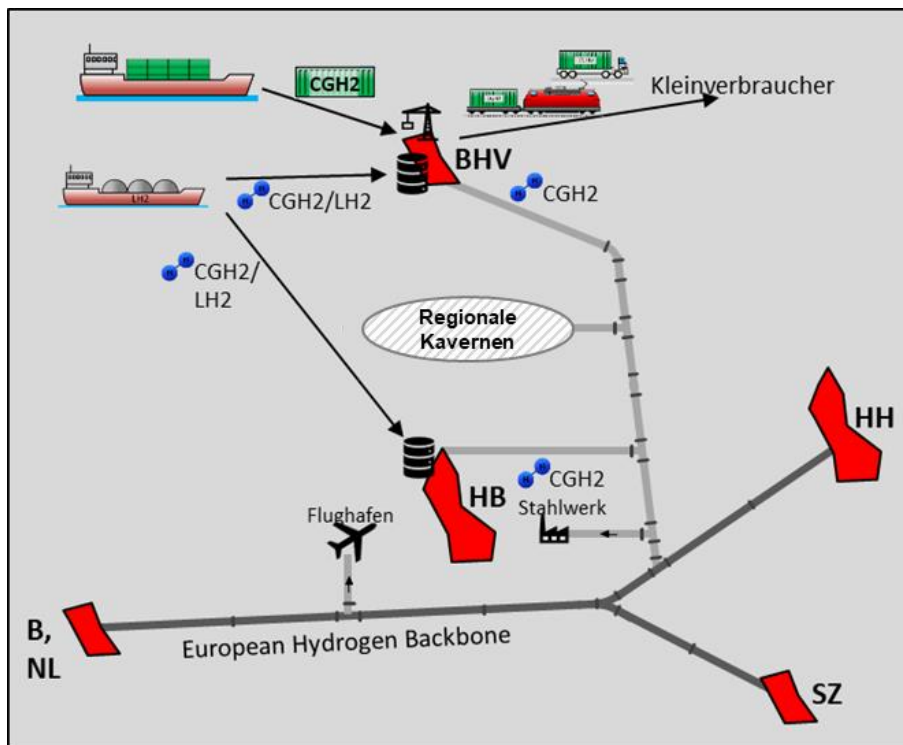 CGH2
Kleinverbraucher
BHV
CGH2
LH2
CGH2/LH2
CGH2/
LH2
Regionale
Kavernen
HH
HB
CGH2
Stahlwerk
Flughafen
B,
NL
European Hydrogen Backbone
SZ